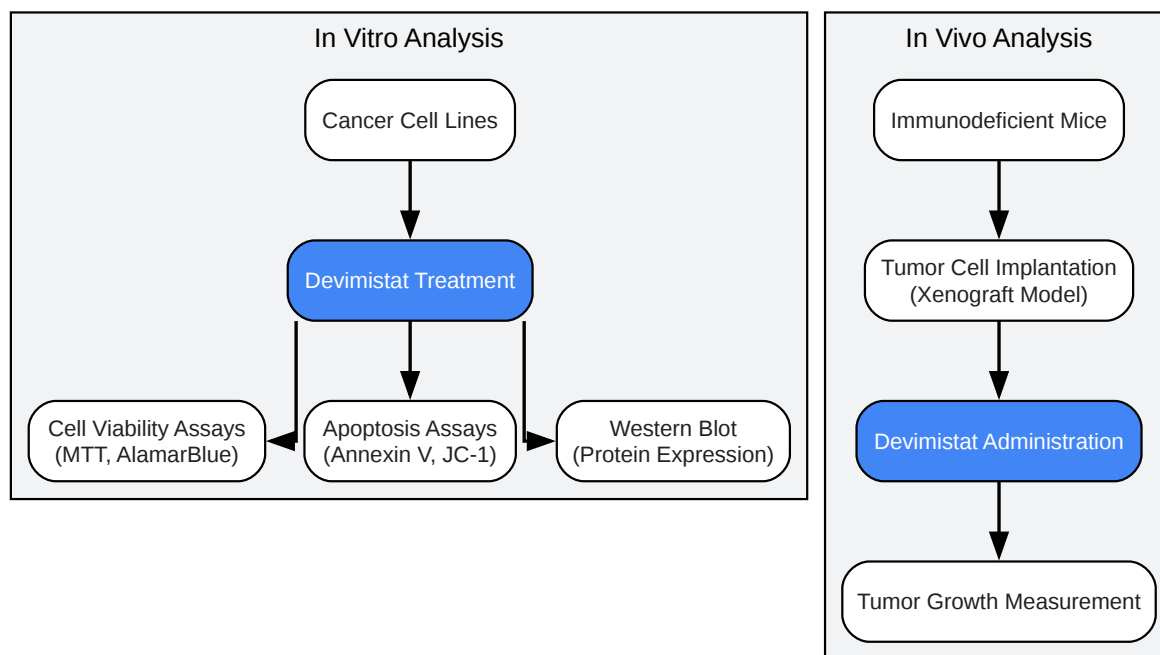 In Vitro Analysis
Cancer Cell Lines
Devimistat Treatment
Cell Viability Assays
(MTT, AlamarBlue)
Apoptosis Assays
(Annexin V, JC-1)
Western Blot
(Protein Expression)
In Vivo Analysis
Immunodeficient Mice
Tumor Cell Implantation
(Xenograft Model)
Devimistat Administration
Tumor Growth Measurement